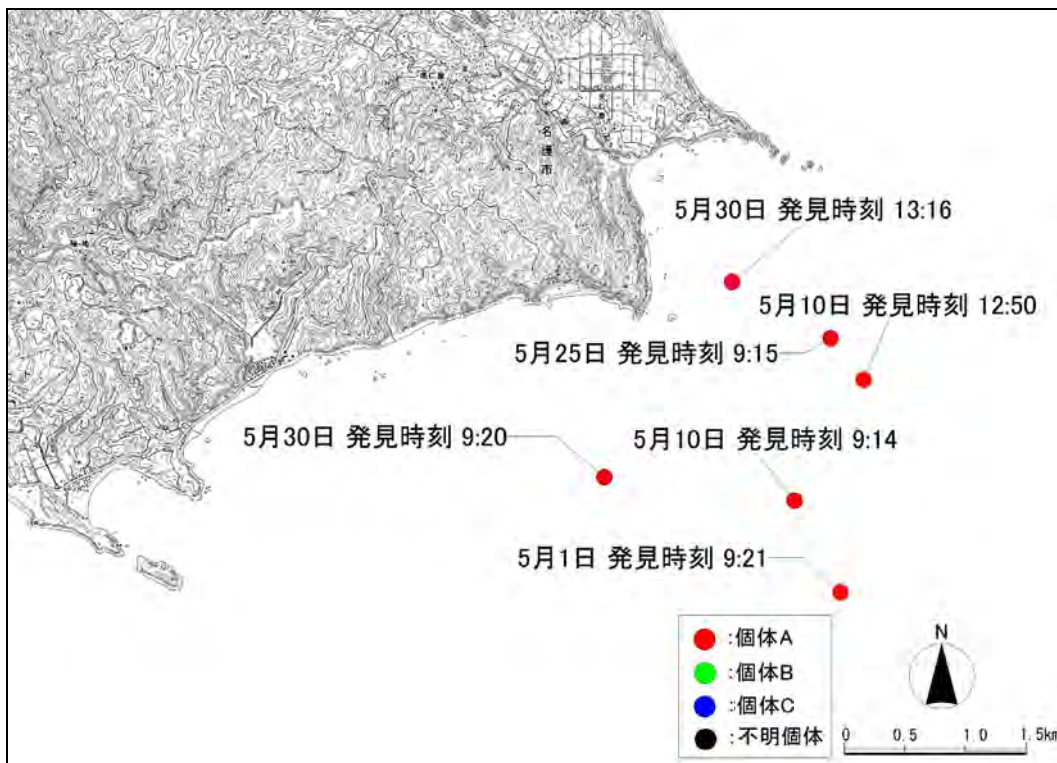 名護市
5月30日 発見時刻 13:16
5月10日 発見時刻 12:50
5月25日 発見時刻 9:15
5月30日 発見時刻 9:20
5月10日 発見時刻 9:14
5月1日 発見時刻 9:21
:個体A
:個体B
:個体C
:不明個体
N
0 0.5 1.0 1.5km